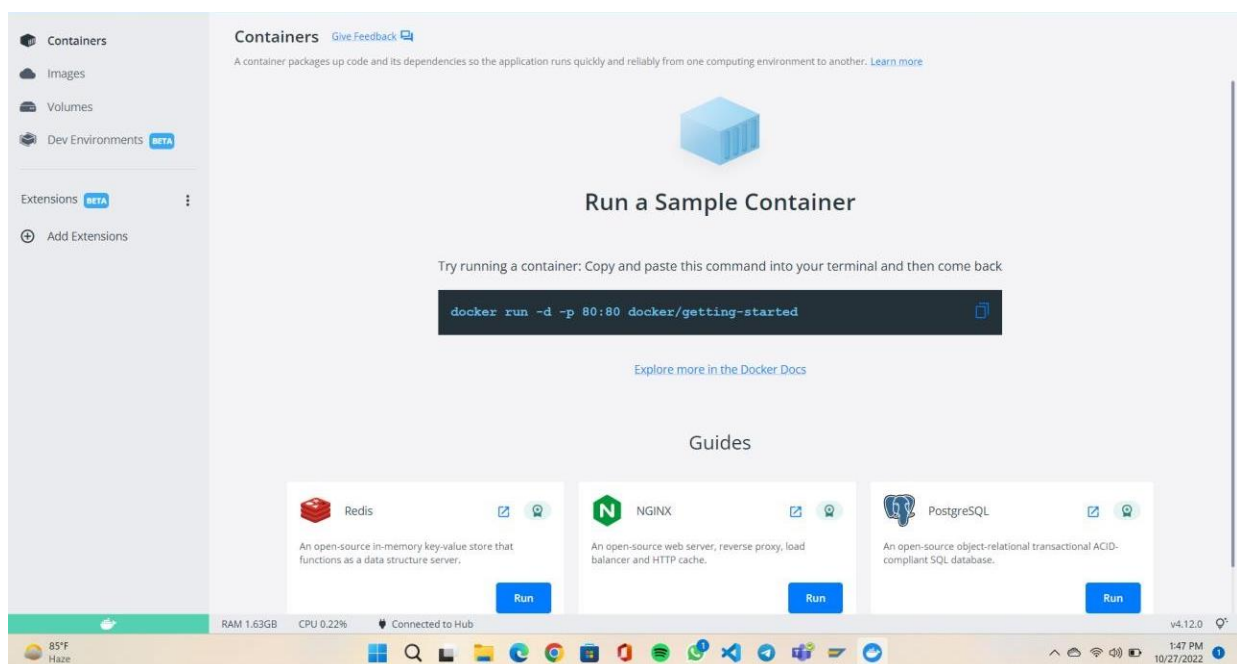 Containers
Images
Volumes
Dev Environments BETA
Extensions BETA
Add Extensions
Containers Give Feedback
A container packages up code and its dependencies so the application runs quickly and reliably from one computing environment to another. Learn more
Run a Sample Container
Try running a container: Copy and paste this command into your terminal and then come back
docker run -d -p 80:80 docker/getting-started
Explore more in the Docker Docs
Guides
Redis
An open-source in-memory key-value store that
functions as a data structure server.
Run
NGINX
An open-source web server, reverse proxy, load
balancer and HTTP cache.
Run
PostgreSQL
An open-source object-relational transactional ACID-
compliant SQL database.
Run
RAM 1.63GB CPU 0.22% Connected to Hub v4.12.0
85°F
Haze
1:47 PM
10/27/2022 1